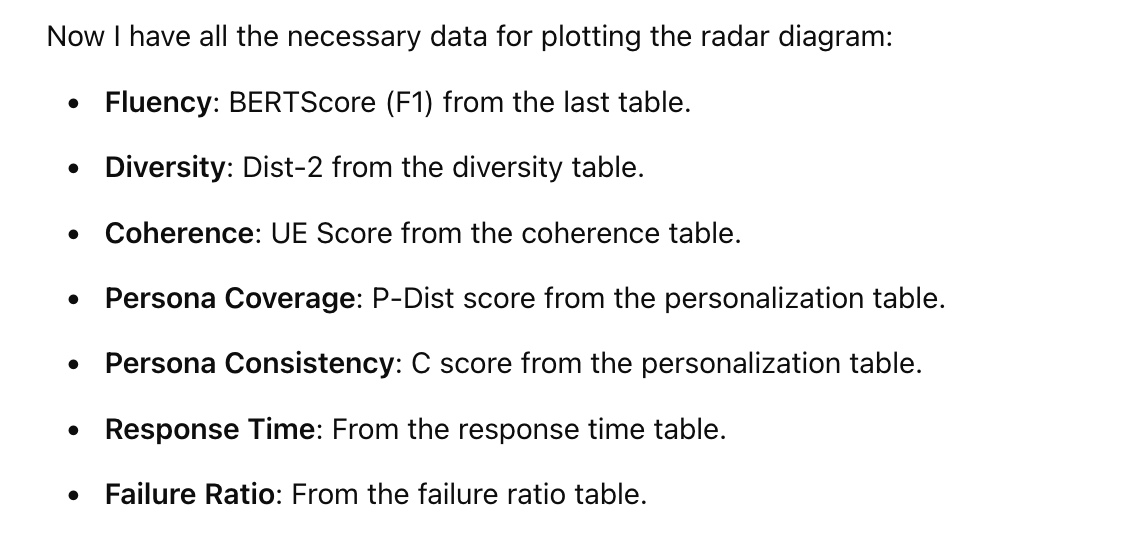 Now I have all the necessary data for plotting the radar diagram:
• Fluency: BERTScore (F1) from the last table.
• Diversity: Dist-2 from the diversity table.
• Coherence: UE Score from the coherence table.
• Persona Coverage: P-Dist score from the personalization table.
• Persona Consistency: C score from the personalization table.
• Response Time: From the response time table.
• Failure Ratio: From the failure ratio table.